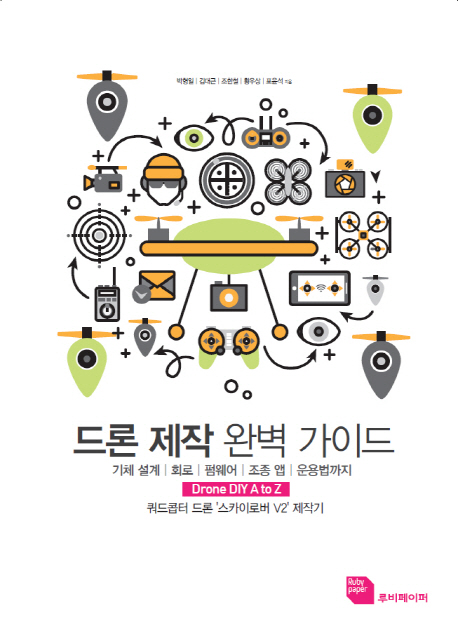 박형일 | 김대근 | 조한철 | 황우상 | 표윤석 지음
드론 제작 완벽 가이드
기체 설계 | 회로 | 펌웨어 | 조종 앱 | 운용법까지
Drone DIY A to Z
쿼드콥터 드론 '스카이로버 V2' 제작기
Ruby
paper
루비페이퍼